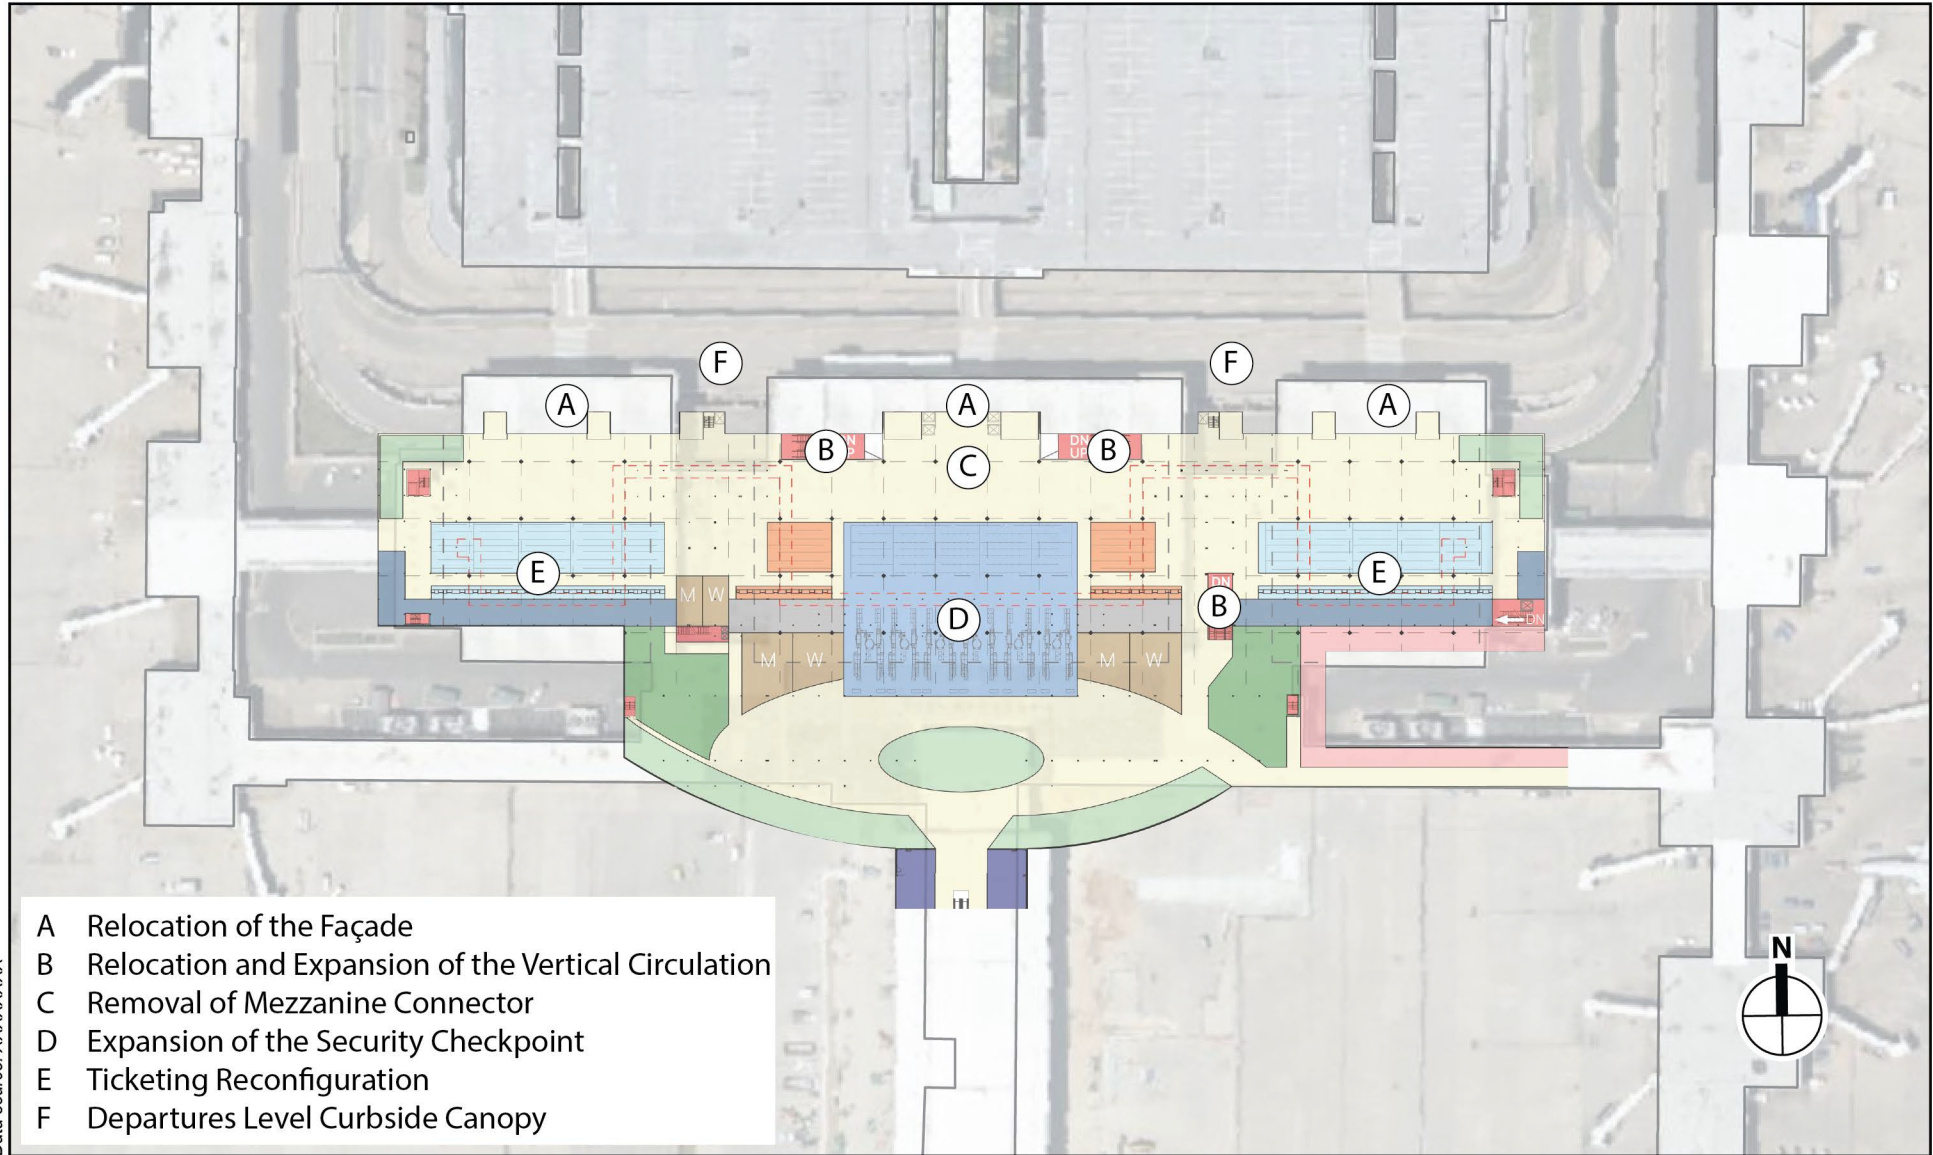 F
F
A
A
A
B
N
P
DN
UP
B
C
E
E
M W
DN
B
D
DN
M W
M W
N
A Relocation of the Façade
B Relocation and Expansion of the Vertical Circulation
C Removal of Mezzanine Connector
D Expansion of the Security Checkpoint
E Ticketing Reconfiguration
F Departures Level Curbside Canopy